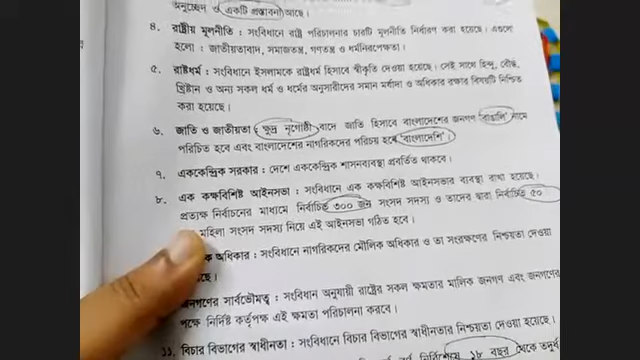 অনুচ্ছেদ ও একটি প্রস্তাবনা আছে।
৪. রাষ্ট্রীয় মূলনীতি : সংবিধানে রাষ্ট্র পরিচালনার চারটি মূলনীতি নির্ধারণ করা হয়েছে। এগুলো
হলো : জাতীয়তাবাদ, সমাজতন্ত্র, গণতন্ত্র ও ধর্মনিরপেক্ষতা।
৫. রাষ্টধর্ম : সংবিধানে ইসলামকে রাষ্ট্রধর্ম হিসাবে স্বীকৃতি দেওয়া হয়েছে। সেই সাথে হিন্দু, বৌদ্ধ,
খ্রিষ্টান ও অন্য সকল ধর্ম ও ধর্মের অনুসারীদের সমান মর্যাদা ও অধিকার রক্ষার বিষয়টি নিশ্চিত
করা হয়েছে।
৬. জাতি ও জাতীয়তা : ক্ষুদ্র নৃগোষ্ঠী বাদে জাতি হিসাবে বাংলাদেশের জনগণ 'বাঙালি' নামে
পরিচিত হবে এবং বাংলাদেশের নাগরিকদের পরিচয় হবে 'বাংলাদেশি'।
৭. এককেন্দ্রিক সরকার : দেশে এককেন্দ্রিক শাসনব্যবস্থা প্রবর্তিত থাকবে।
৮. এক কক্ষবিশিষ্ট আইনসভা : সংবিধানে এক কক্ষবিশিষ্ট আইনসভার ব্যবস্থা রাখা হয়েছে।
প্রত্যক্ষ নির্বাচনের মাধ্যমে নির্বাচিত ৩০০ জন সংসদ সদস্য ও তাদের দ্বারা নির্বাচিত ৫০
মহিলা সংসদ সদস্য নিয়ে এই আইনসভা গঠিত হবে।
অধিকার : সংবিধানে নাগরিকদের মৌলিক অধিকার ও তা সংরক্ষণের নিশ্চয়তা দেওয়া
জনগণের সার্বভৌমত্ব : সংবিধান অনুযায়ী রাষ্ট্রের সকল ক্ষমতার মালিক জনগণ এবং জনগণের
পক্ষে নির্দিষ্ট কর্তৃপক্ষ এই ক্ষমতা পরিচালনা করবে।
১১. বিচার বিভাগের স্বাধীনতা : সংবিধানে বিচার বিভাগের স্বাধীনতার নিশ্চয়তা দেওয়া হয়েছে।
১৮ বছর থেকে তদূর্ধ্ব